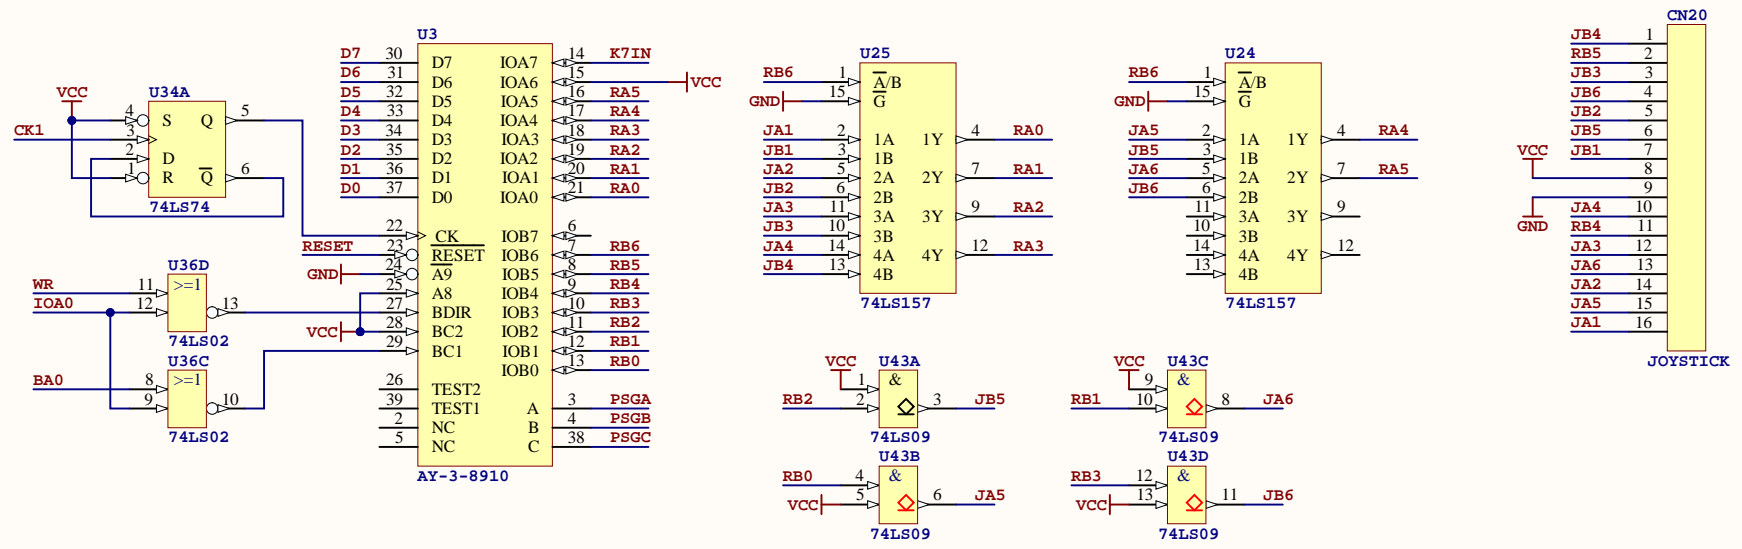 U34A
VCC
CK1
4 S Q 5
3
2 D
1 R Q 6
74LS74
U36D
WR 11 >=1
IOA0 12 13
74LS02
U36C
BA0 8 >=1
9 10
74LS02
U3
D7 30 D7 IOA7 14 K7IN
D6 31 D6 IOA6 15 VCC
D5 32 D5 IOA5 16 RA5
D4 33 D4 IOA4 17 RA4
D3 34 D3 IOA3 18 RA3
D2 35 D2 IOA2 19 RA2
D1 36 D1 IOA1 20 RA1
D0 37 D0 IOA0 21 RA0
22 CK IOB7 6
RESET 23 RESET IOB6 7 RB6
GND 24 A9 IOB5 8 RB5
25 A8 IOB4 9 RB4
27 BDIR IOB3 10 RB3
VCC 28 BC2 IOB2 11 RB2
29 BC1 IOB1 12 RB1
IOB0 13 RB0
26 TEST2
39 TEST1 A 3 PSGA
2 NC B 4 PSGB
5 NC C 38 PSGC
AY-3-8910
U25
RB6 1 A/B
GND 15 G
JA1 2 1A 1Y 4 RA0
JB1 3 1B
JA2 5 2A 2Y 7 RA1
JB2 6 2B
JA3 11 3A 3Y 9 RA2
JB3 10 3B
JA4 14 4A 4Y 12 RA3
JB4 13 4B
74LS157
U24
RB6 1 A/B
GND 15 G
JA5 2 1A 1Y 4 RA4
JB5 3 1B
JA6 5 2A 2Y 7 RA5
JB6 6 2B
11 3A 3Y 9
10 3B
14 4A 4Y 12
13 4B
74LS157
U43A
VCC 1 &
RB2 2 3 JB5
74LS09
U43C
VCC 9 &
RB1 10 8 JA6
74LS09
U43B
RB0 4 &
VCC 5 6 JA5
74LS09
U43D
RB3 12 &
VCC 13 11 JB6
74LS09
CN20
JB4 1
RB5 2
JB3 3
JB6 4
JB2 5
JB5 6
JB1 7
VCC 8
GND 9
JA4 10
RB4 11
JA3 12
JA6 13
JA2 14
JA5 15
JA1 16
JOYSTICK